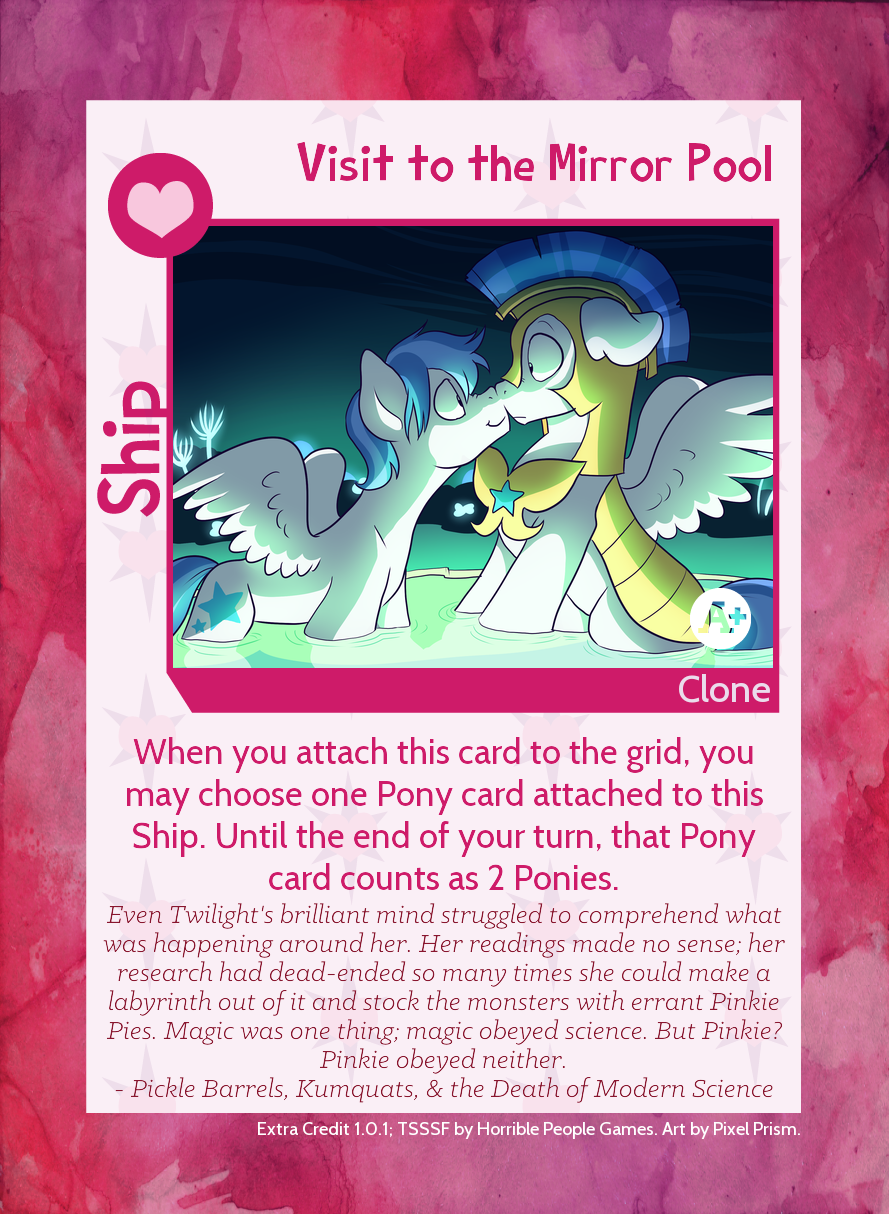 Visit to the Mirror Pool
Ship
A+
Clone
When you attach this card to the grid, you
may choose one Pony card attached to this
Ship. Until the end of your turn, that Pony
card counts as 2 Ponies.
Even Twilight's brilliant mind struggled to comprehend what
was happening around her. Her readings made no sense; her
research had dead-ended so many times she could make a
labyrinth out of it and stock the monsters with errant Pinkie
Pies. Magic was one thing; magic obeyed science. But Pinkie?
Pinkie obeyed neither.
- Pickle Barrels, Kumquats, & the Death of Modern Science
Extra Credit 1.0.1; TSSSF by Horrible People Games. Art by Pixel Prism.